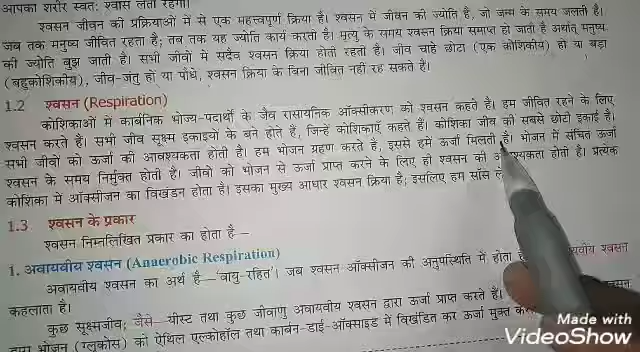 आपका शरीर स्वतः श्वास लेता रहेगा।
श्वसन जीवन की प्रक्रियाओं में से एक महत्त्वपूर्ण क्रिया है। श्वसन में जीवन की ज्योति है, जो जन्म के समय जलती है।
जब तक मनुष्य जीवित रहता है; तब तक यह ज्योति कार्य करती है। मृत्यु के समय श्वसन क्रिया समाप्त हो जाती है अर्थात् मनुष्य
की ज्योति बुझ जाती है। सभी जीवों में सदैव श्वसन क्रिया होती रहती है। जीव चाहे छोटा (एक कोशिकीय) हो या बड़ा
(बहुकोशिकीय), जीव-जंतु हों या पौधे, श्वसन क्रिया के बिना जीवित नहीं रह सकते हैं।
1.2 श्वसन (Respiration)
कोशिकाओं में कार्बनिक भोज्य-पदार्थों के जैव रासायनिक ऑक्सीकरण को श्वसन कहते हैं। हम जीवित रहने के लिए
श्वसन करते हैं। सभी जीव सूक्ष्म इकाइयों के बने होते हैं, जिन्हें कोशिकाएँ कहते हैं। कोशिका जीव की सबसे छोटी इकाई है।
सभी जीवों को ऊर्जा की आवश्यकता होती है। हम भोजन ग्रहण करते हैं, इससे हमें ऊर्जा मिलती है। भोजन में संचित ऊर्जा
श्वसन के समय निर्मुक्त होती है। जीवों को भोजन से ऊर्जा प्राप्त करने के लिए ही श्वसन की होती है। प्रत्येक
कोशिका में ऑक्सीजन का विखंडन होता है। इसका मुख्य आधार श्वसन क्रिया है; इसलिए हम साँस
1.3 श्वसन के प्रकार
श्वसन निम्नलिखित प्रकार का होता है—
1. अवायवीय श्वसन (Anaerobic Respiration)
अवायवीय श्वसन का अर्थ है—'वायु-रहित'। जब श्वसन ऑक्सीजन की अनुपस्थिति में होता श्वसन
कहलाता है।
कुछ सूक्ष्मजीव; जैसे—यीस्ट तथा कुछ जीवाणु अवायवीय श्वसन द्वारा ऊर्जा प्राप्त करते हैं।
भोजन (ग्लूकोस) को ऐथिल एल्कोहॉल तथा कार्बन-डाई-ऑक्साइड में विखंडित कर ऊर्जा मुक्त
Made with
VideoShow